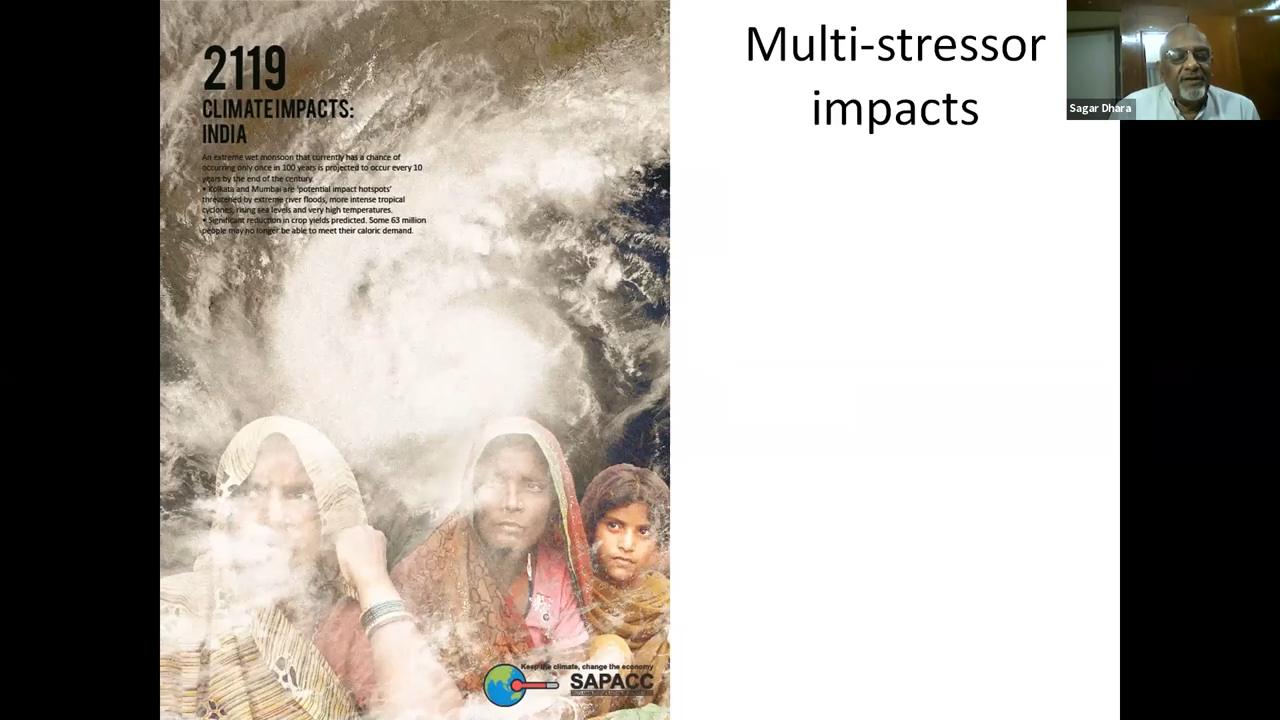 2119
CLIMATE IMPACTS:
INDIA
An extreme wet monsoon that currently has a chance of
occurring only once in 100 years is projected to occur every 10
years by the end of the century.
• Kolkata and Mumbai are 'potential impact hotspots'
threatened by extreme river floods, more intense tropical
cyclones, rising sea levels and very high temperatures.
• Significant reduction in crop yields predicted. Some 63 million
people may no longer be able to meet their caloric demand.
Keep the climate, change the economy
SAPACC
Multi-stressor
impacts
Sagar Dhara